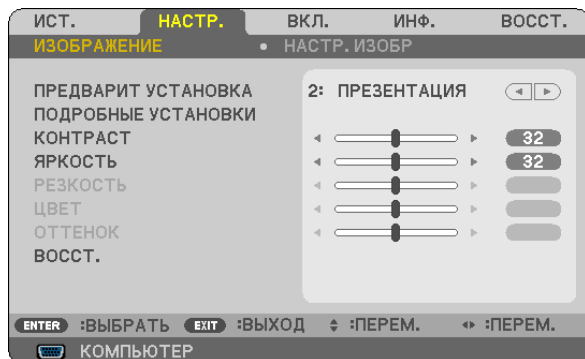 ИСТ. НАСТР. ВКЛ. ИНФ. ВОССТ.
ИЗОБРАЖЕНИЕ • НАСТР. ИЗОБР
ПРЕДВАРИТ УСТАНОВКА 2: ПРЕЗЕНТАЦИЯ
ПОДРОБНЫЕ УСТАНОВКИ
КОНТРАСТ 32
ЯРКОСТЬ 32
РЕЗКОСТЬ
ЦВЕТ
ОТТЕНОК
ВОССТ.
ENTER :ВЫБРАТЬ EXIT :ВЫХОД :ПЕРЕМ. :ПЕРЕМ.
КОМПЬЮТЕР